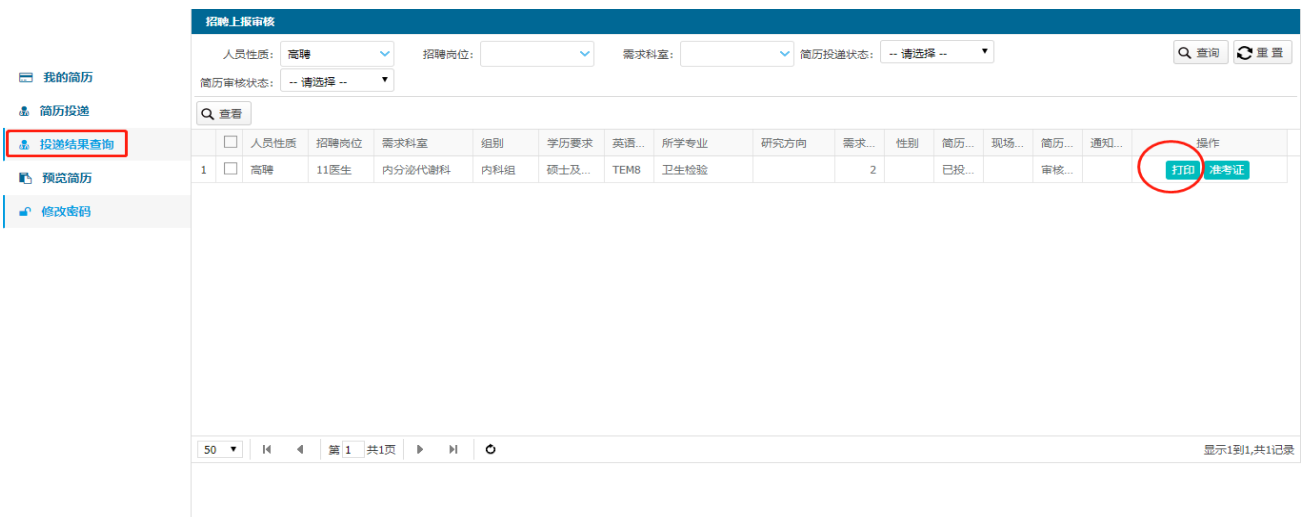 招聘上报审核
人员性质: 高聘 招聘岗位: 需求科室: 简历投递状态: -- 请选择 -- 查询 重置
简历审核状态: -- 请选择 --
我的简历
简历投递
投递结果查询
预览简历
修改密码
查看
人员性质 招聘岗位 需求科室 组别 学历要求 英语... 所学专业 研究方向 需求... 性别 简历... 现场... 简历... 通知... 操作
1 高聘 11医生 内分泌代谢科 内科组 硕士及... TEM8 卫生检验 2 已投... 审核... 打印 准考证
50 第 1 共1页 显示1到1,共1记录